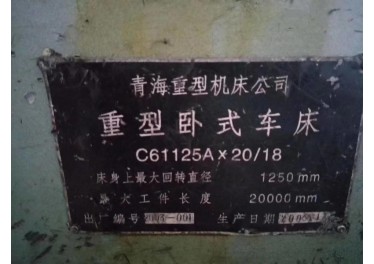 青海重型机床公司
重型卧式车床
C61125A×20/18
床身上最大回转直径 1250mm
最大工件长度 20000mm
出厂编号 生产日期